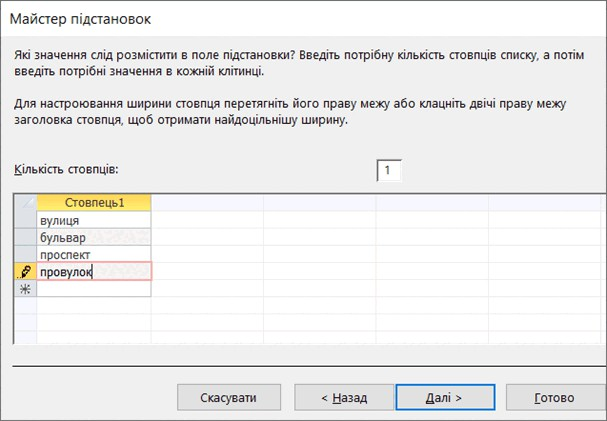 Майстер підстановок
Які значення слід розмістити в поле підстановки? Введіть потрібну кількість стовпців списку, а потім
введіть потрібні значення в кожній клітинці.
Для настроювання ширини стовпця перетягніть його праву межу або клацніть двічі праву межу
заголовка стовпця, щоб отримати найдоцільнішу ширину.
Кількість стовпців: 1
Стовпець1
вулиця
бульвар
проспект
провулок
Скасувати < Назад Далі > Готово